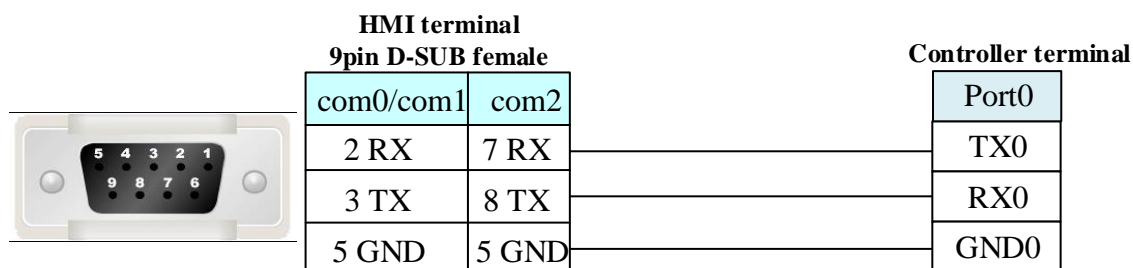 HMI terminal
9pin D-SUB female
Controller terminal
com0/com1 com2 Port0
2 RX 7 RX TX0
3 TX 8 TX RX0
5 GND 5 GND GND0
5 4 3 2 1
9 8 7 6